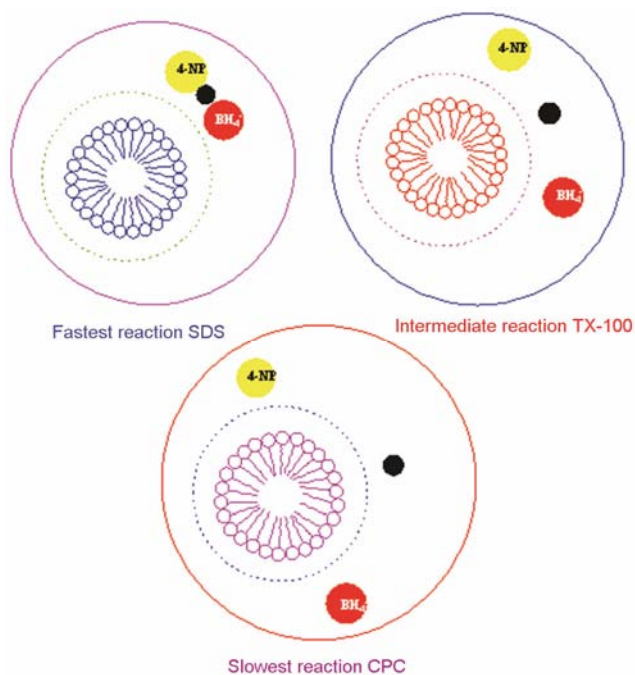 4-NP
BH₄⁻
Fastest reaction SDS
4-NP
BH₄⁻
Intermediate reaction TX-100
4-NP
BH₄⁻
Slowest reaction CPC